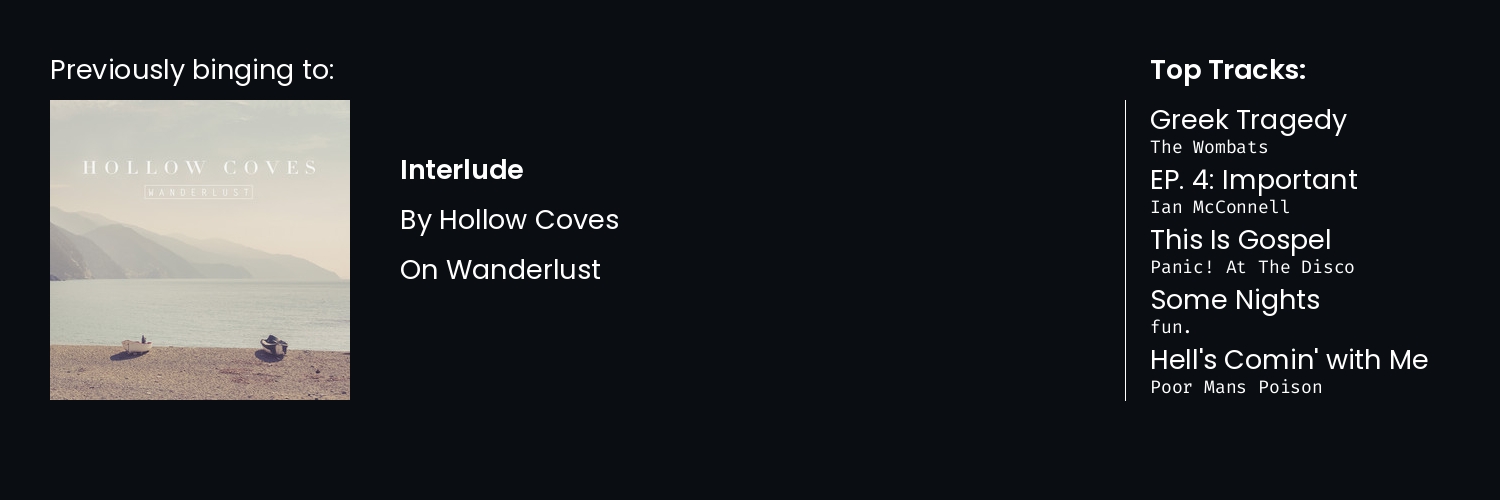 Previously binging to:
HOLLOW COVES
WANDERLUST
Interlude
By Hollow Coves
On Wanderlust
Top Tracks:
Greek Tragedy
The Wombats
EP. 4: Important
Ian McConnell
This Is Gospel
Panic! At The Disco
Some Nights
fun.
Hell's Comin' with Me
Poor Mans Poison